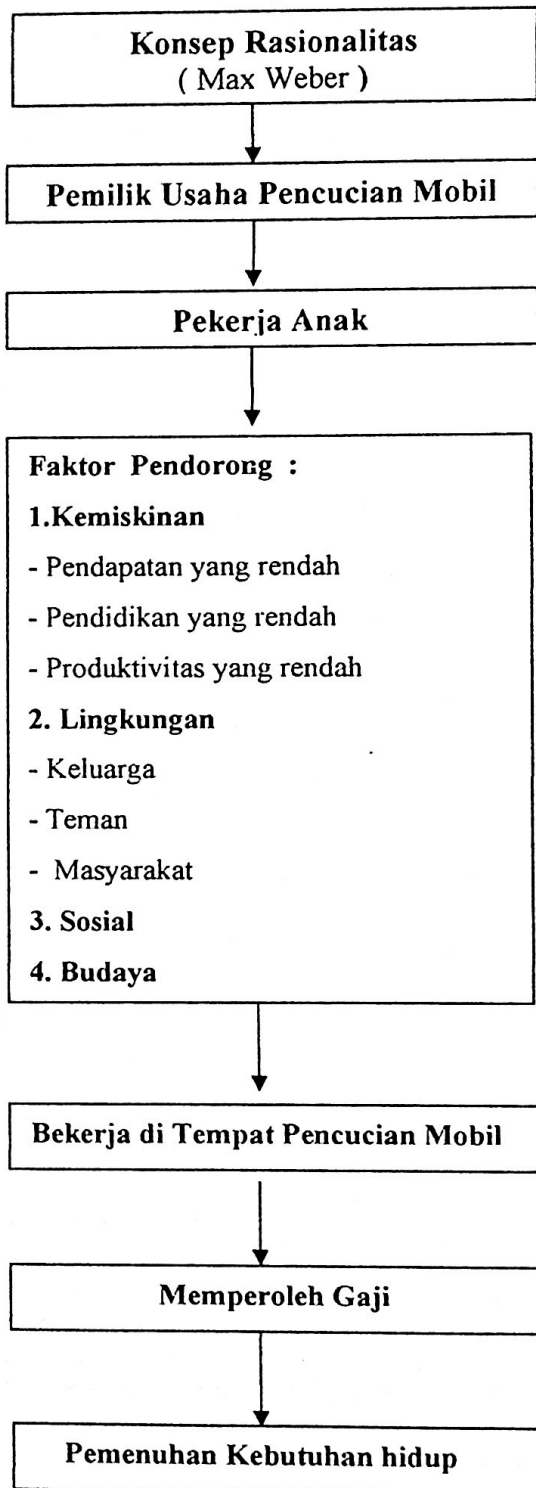 Konsep Rasionalitas
( Max Weber )
Pemilik Usaha Pencucian Mobil
Pekerja Anak
Faktor Pendorong :
1.Kemiskinan
- Pendapatan yang rendah
- Pendidikan yang rendah
- Produktivitas yang rendah
2. Lingkungan
- Keluarga
- Teman
- Masyarakat
3. Sosial
4. Budaya
Bekerja di Tempat Pencucian Mobil
Memperoleh Gaji
Pemenuhan Kebutuhan hidup